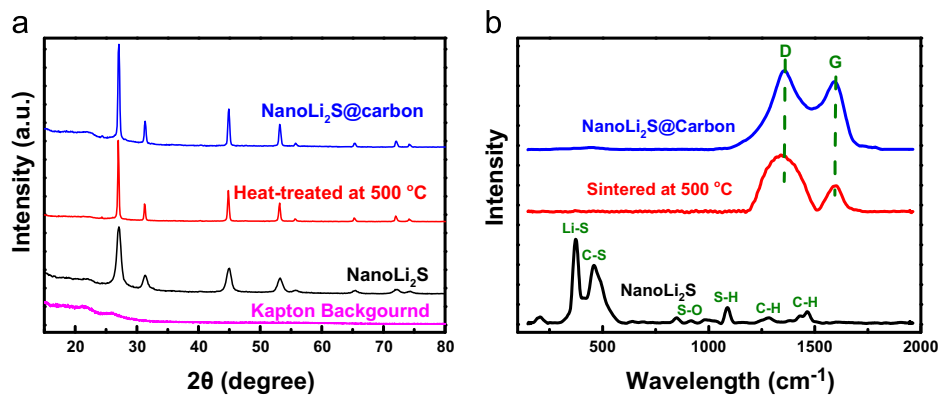 a
Intensity (a.u.)
NanoLi₂S@carbon
Heat-treated at 500 °C
NanoLi₂S
Kapton Backgournd
20 30 40 50 60 70 80
2θ (degree)
b
Intensity
D
G
NanoLi₂S@Carbon
Sintered at 500 °C
Li-S
C-S
NanoLi₂S
S-O
S-H
C-H
C-H
500 1000 1500 2000
Wavelength (cm⁻¹)